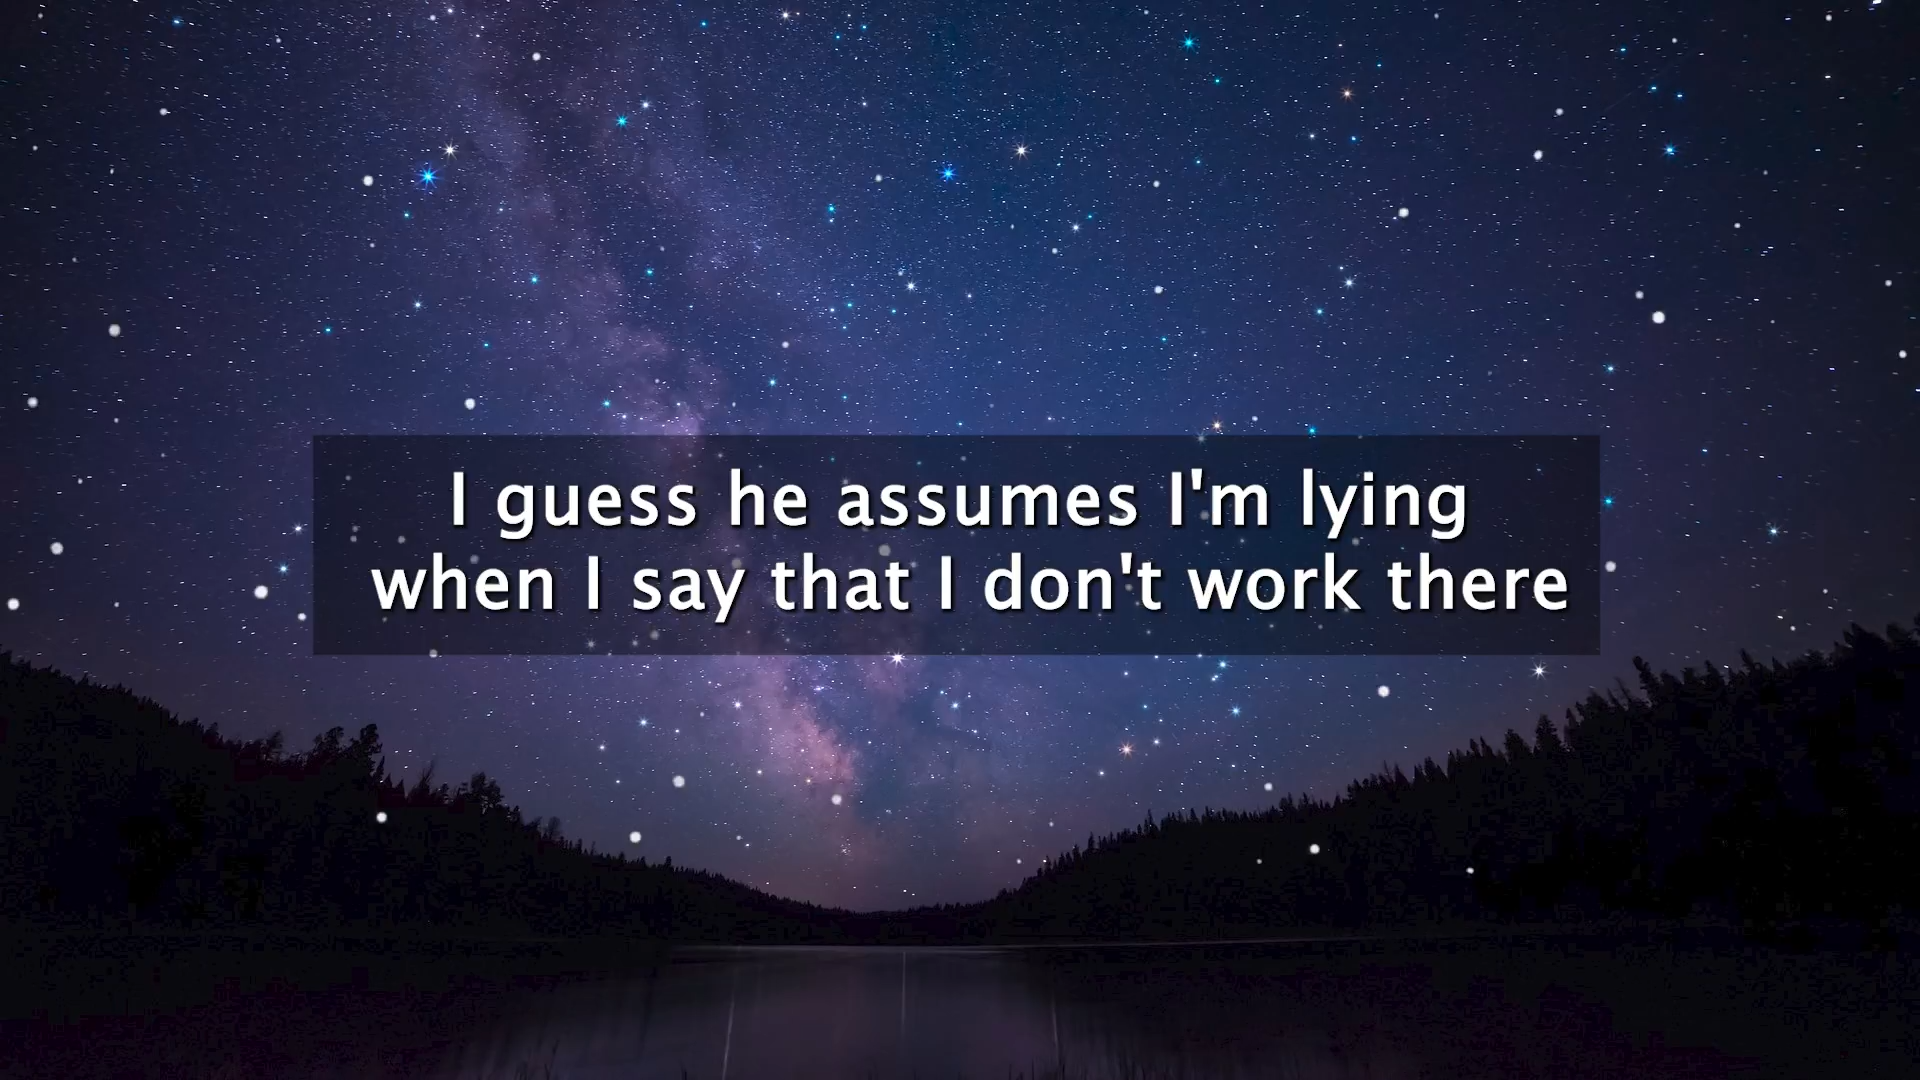 I guess he assumes I'm lying
when I say that I don't work there